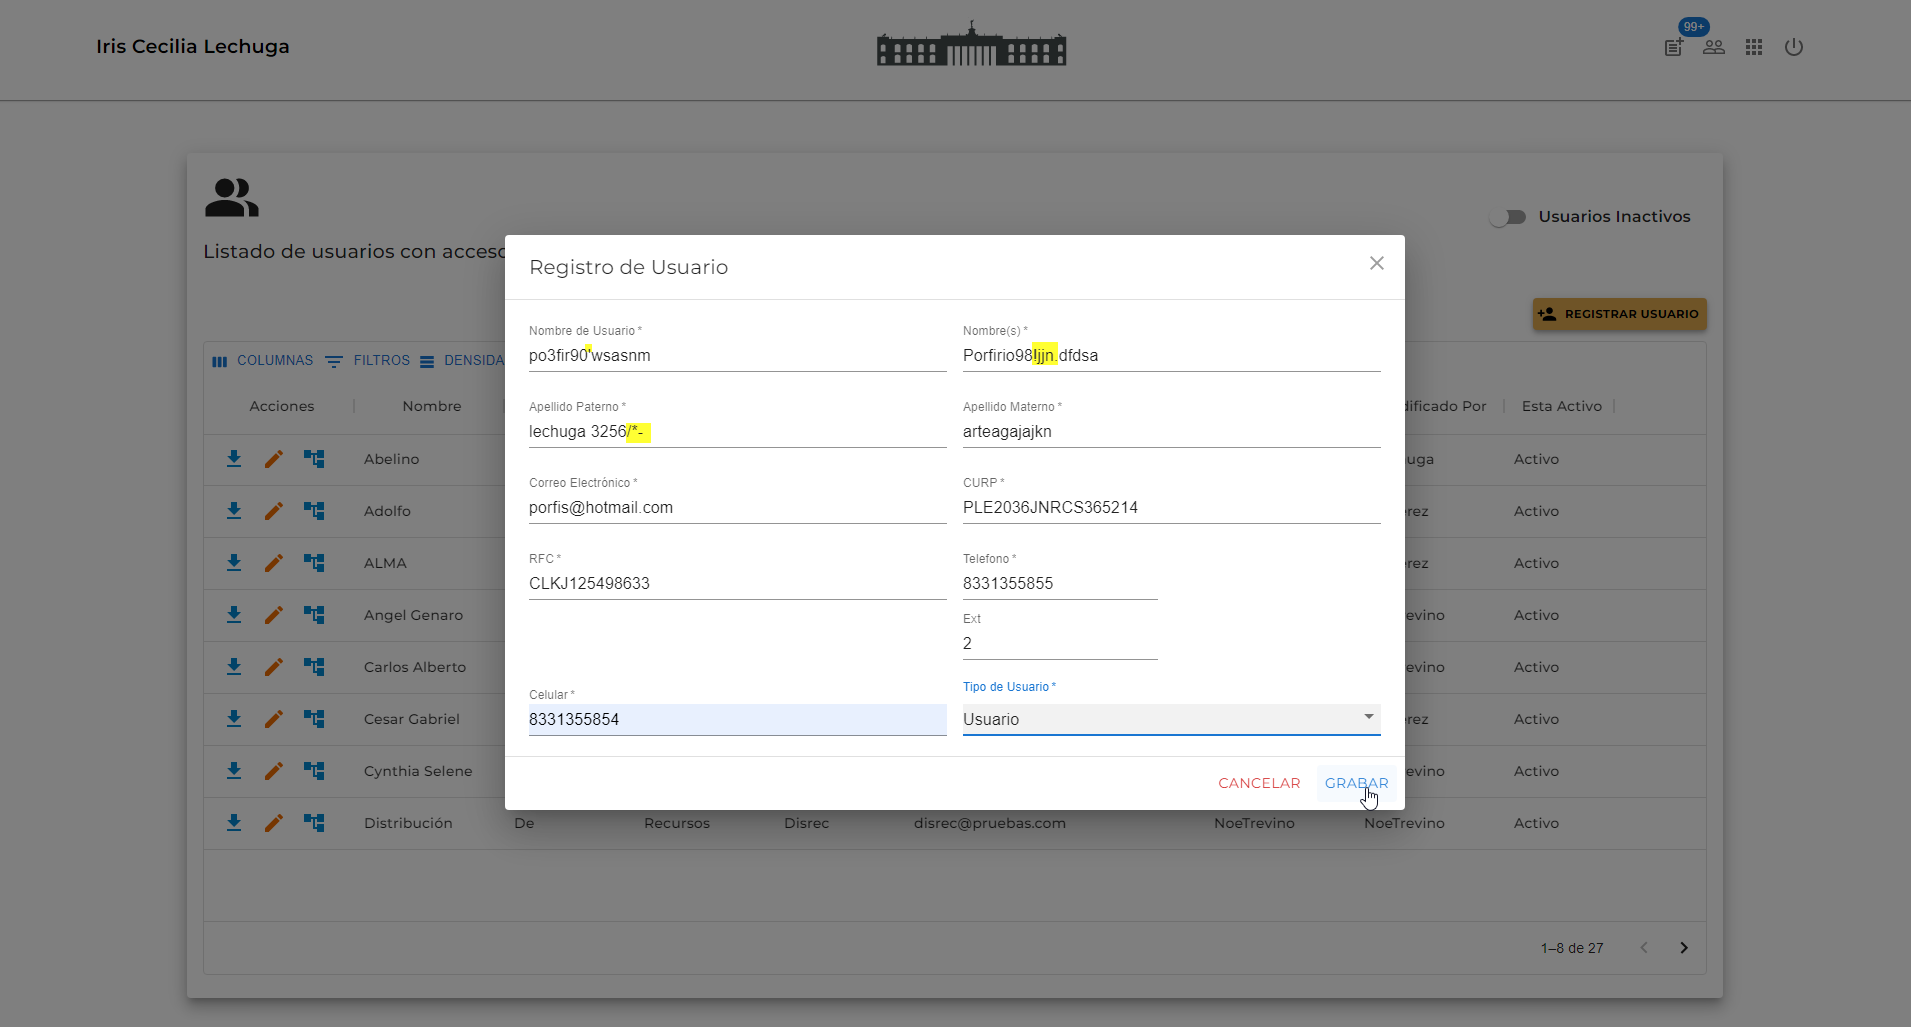 Iris Cecilia Lechuga
99+
Usuarios Inactivos
Listado de usuarios con acceso
REGISTRAR USUARIO
COLUMNAS FILTROS DENSIDA
Acciones Nombre dificado Por Esta Activo
Abelino uga Activo
Adolfo rez Activo
ALMA rez Activo
Angel Genaro evino Activo
Carlos Alberto evino Activo
Cesar Gabriel rez Activo
Cynthia Selene evino Activo
Distribución De Recursos Disrec disrec@pruebas.com NoeTrevino NoeTrevino Activo
1–8 de 27
Registro de Usuario
Nombre de Usuario * Nombre(s) *
po3fir90'wsasnm Porfirio98!jjn.dfdsa
Apellido Paterno * Apellido Materno *
lechuga 3256/*- arteagajajkn
Correo Electrónico * CURP *
porfis@hotmail.com PLE2036JNRCS365214
RFC * Telefono *
CLKJ125498633 8331355855
Ext
2
Celular * Tipo de Usuario *
8331355854 Usuario
CANCELAR GRABAR